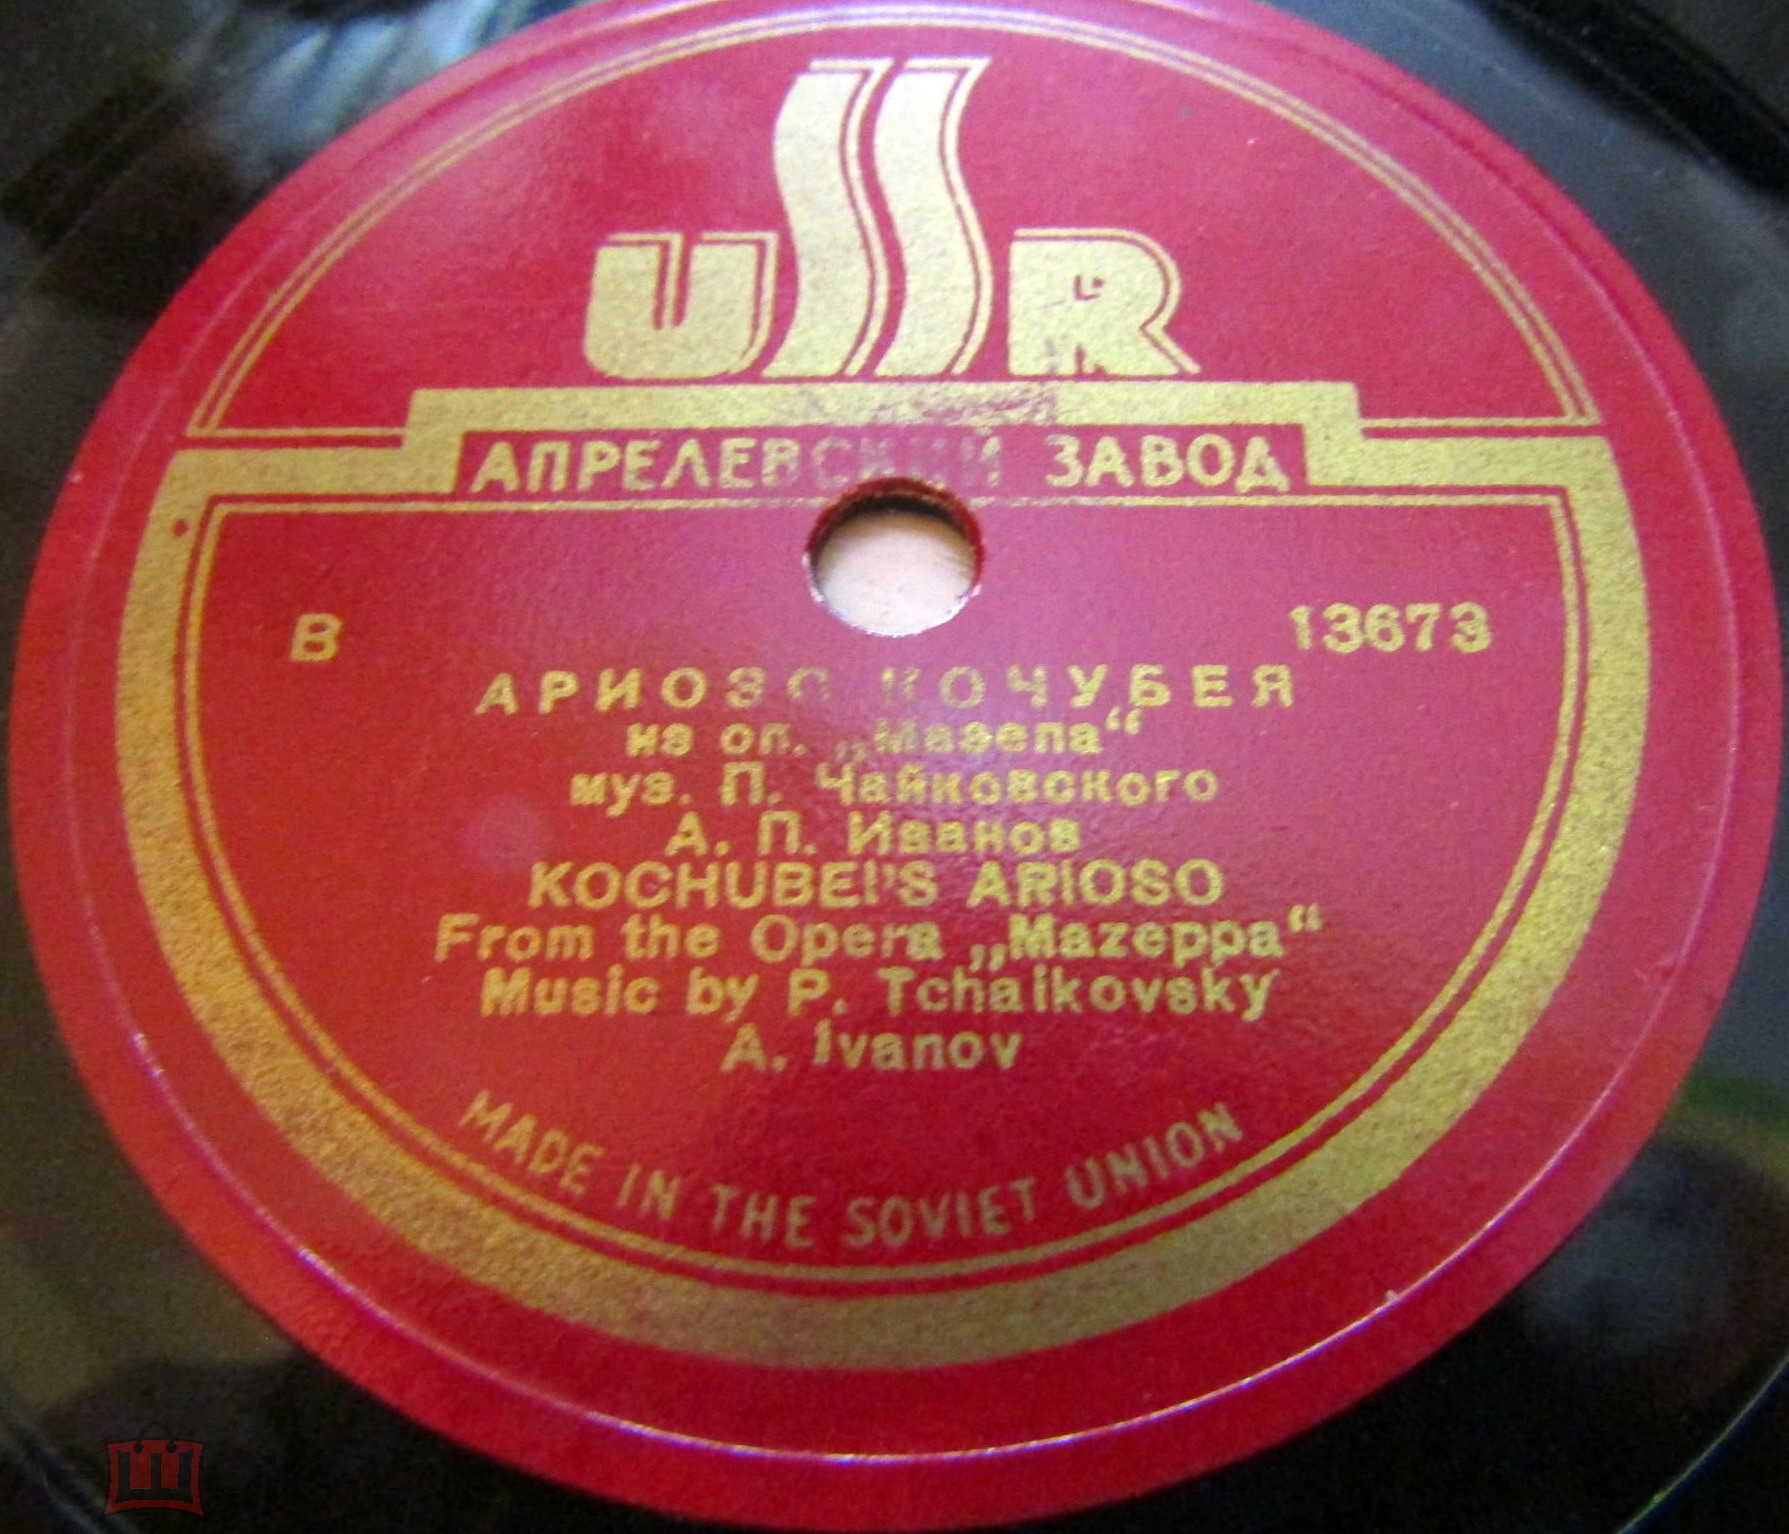 USSR
АПРЕЛЕВСКИЙ ЗАВОД
В 13673
АРИОЗО КОЧУБЕЯ
из оп. „Мазепа“
муз. П. Чайковского
А. П. Иванов
KOCHUBEI'S ARIOSO
From the Opera „Mazeppa“
Music by P. Tchaikovsky
A. Ivanov
MADE IN THE SOVIET UNION